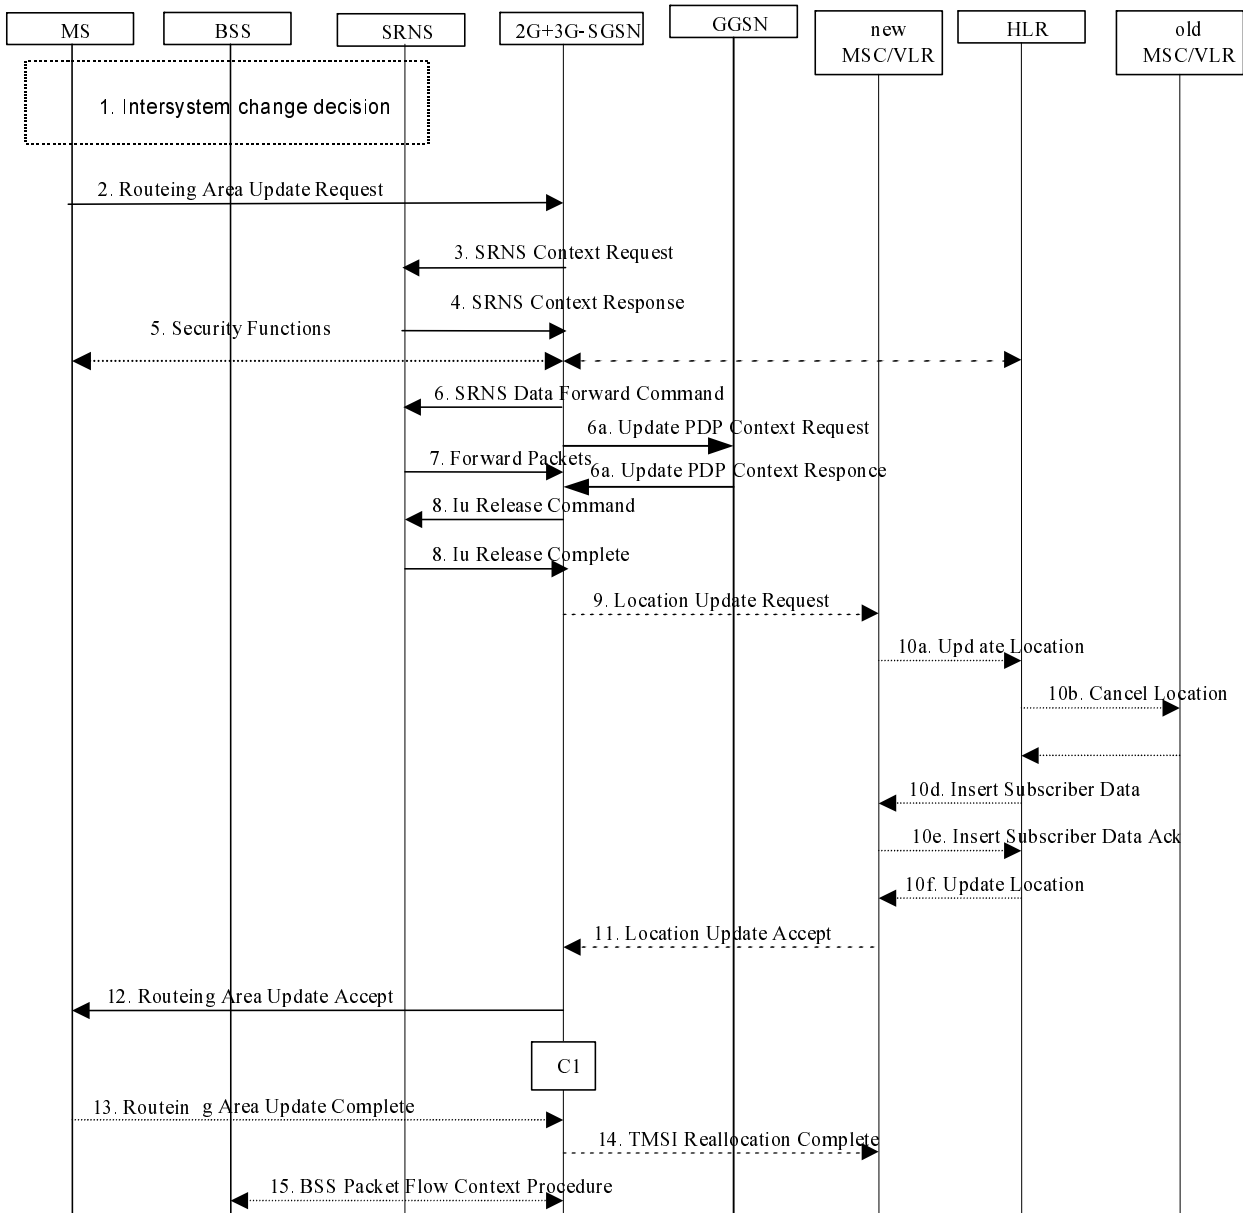 MS
BSS
SRNS
2G+3G-SGSN
GGSN
new
MSC/VLR
HLR
old
MSC/VLR
1. Intersystem change decision
2. Routeing Area Update Request
3. SRNS Context Request
4. SRNS Context Response
5. Security Functions
6. SRNS Data Forward Command
6a. Update PDP Context Request
7. Forward Packets
6a. Update PDP Context Responce
8. Iu Release Command
8. Iu Release Complete
9. Location Update Request
10a. Upd ate Location
10b. Cancel Location
10d. Insert Subscriber Data
10e. Insert Subscriber Data Ack
10f. Update Location
11. Location Update Accept
12. Routeing Area Update Accept
C1
13. Routein g Area Update Complete
14. TMSI Reallocation Complete
15. BSS Packet Flow Context Procedure